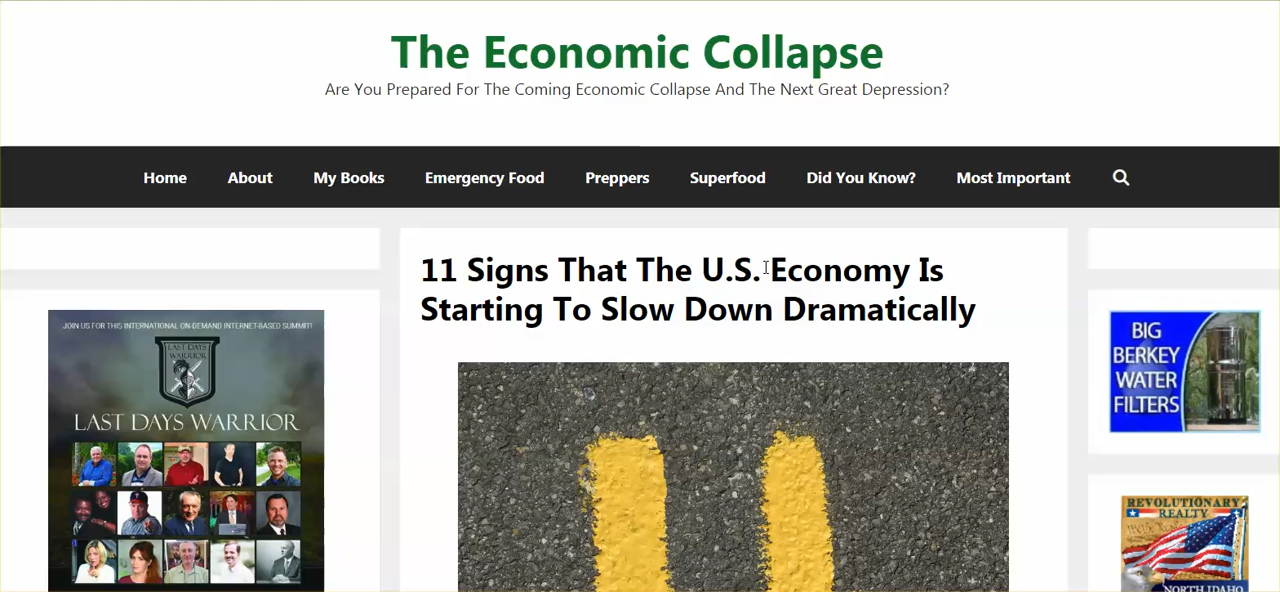 The Economic Collapse
Are You Prepared For The Coming Economic Collapse And The Next Great Depression?
Home About My Books Emergency Food Preppers Superfood Did You Know? Most Important
11 Signs That The U.S. Economy Is
Starting To Slow Down Dramatically
JOIN US FOR THIS INTERNATIONAL ON-DEMAND INTERNET-BASED SUMMIT!
LAST DAYS
WARRIOR
LAST DAYS WARRIOR
11
BIG
BERKEY
WATER
FILTERS
REVOLUTIONARY
REALTY
NORTH IDAHO